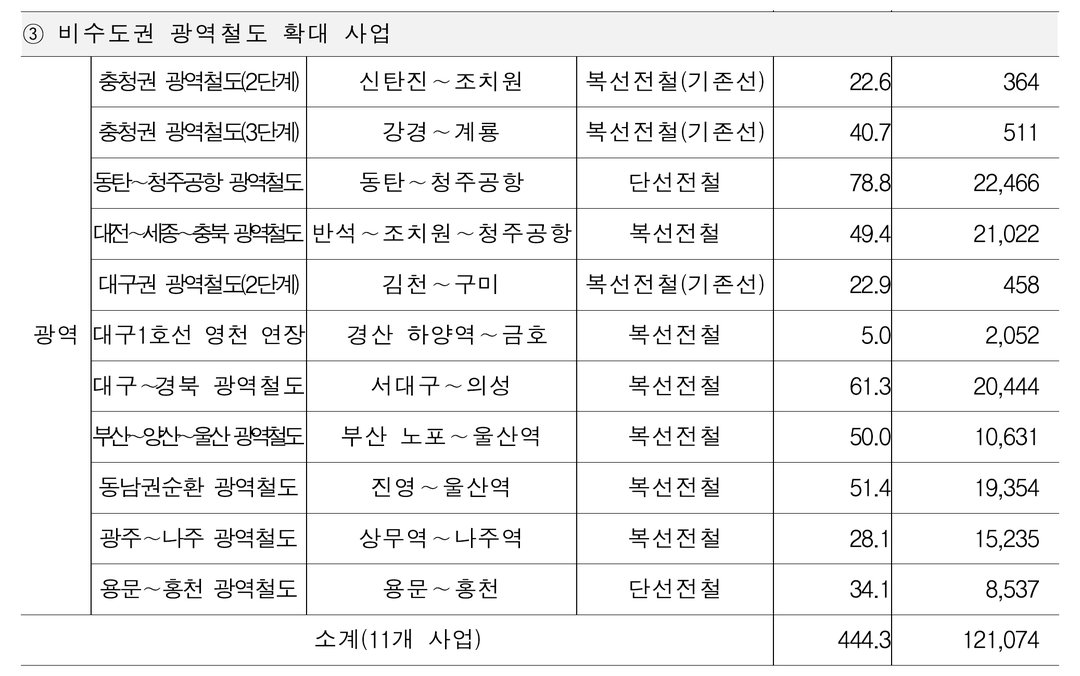 ③ 비수도권 광역철도 확대 사업
충청권 광역철도(2단계) 신탄진~조치원 복선전철(기존선) 22.6 364
충청권 광역철도(3단계) 강경~계룡 복선전철(기존선) 40.7 511
동탄~청주공항 광역철도 동탄~청주공항 단선전철 78.8 22,466
대전~세종~충북 광역철도 반석~조치원~청주공항 복선전철 49.4 21,022
대구권 광역철도(2단계) 김천~구미 복선전철(기존선) 22.9 458
광역 대구1호선 영천 연장 경산 하양역~금호 복선전철 5.0 2,052
대구~경북 광역철도 서대구~의성 복선전철 61.3 20,444
부산~양산~울산 광역철도 부산 노포~울산역 복선전철 50.0 10,631
동남권순환 광역철도 진영~울산역 복선전철 51.4 19,354
광주~나주 광역철도 상무역~나주역 복선전철 28.1 15,235
용문~홍천 광역철도 용문~홍천 단선전철 34.1 8,537
소계(11개 사업) 444.3 121,074